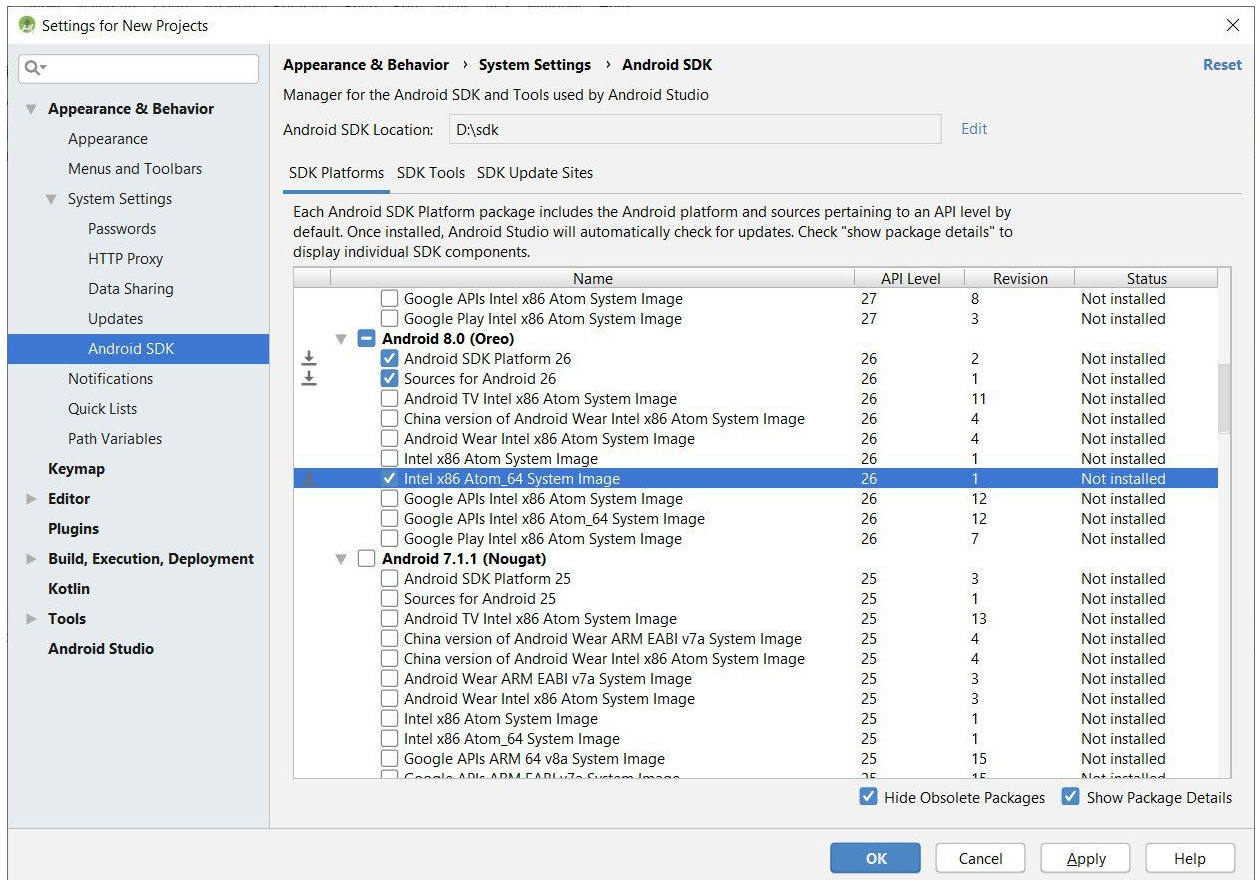 Settings for New Projects
Appearance & Behavior
Appearance
Menus and Toolbars
System Settings
Passwords
HTTP Proxy
Data Sharing
Updates
Android SDK
Notifications
Quick Lists
Path Variables
Keymap
Editor
Plugins
Build, Execution, Deployment
Kotlin
Tools
Android Studio
Appearance & Behavior › System Settings › Android SDK
Reset
Manager for the Android SDK and Tools used by Android Studio
Android SDK Location: D:\sdk Edit
SDK Platforms SDK Tools SDK Update Sites
Each Android SDK Platform package includes the Android platform and sources pertaining to an API level by
default. Once installed, Android Studio will automatically check for updates. Check "show package details" to
display individual SDK components.
Name API Level Revision Status
Google APIs Intel x86 Atom System Image 27 8 Not installed
Google Play Intel x86 Atom System Image 27 3 Not installed
Android 8.0 (Oreo)
Android SDK Platform 26 26 2 Not installed
Sources for Android 26 26 1 Not installed
Android TV Intel x86 Atom System Image 26 11 Not installed
China version of Android Wear Intel x86 Atom System Image 26 4 Not installed
Android Wear Intel x86 Atom System Image 26 4 Not installed
Intel x86 Atom System Image 26 1 Not installed
Intel x86 Atom_64 System Image 26 1 Not installed
Google APIs Intel x86 Atom System Image 26 12 Not installed
Google APIs Intel x86 Atom_64 System Image 26 12 Not installed
Google Play Intel x86 Atom System Image 26 7 Not installed
Android 7.1.1 (Nougat)
Android SDK Platform 25 25 3 Not installed
Sources for Android 25 25 1 Not installed
Android TV Intel x86 Atom System Image 25 13 Not installed
China version of Android Wear ARM EABI v7a System Image 25 4 Not installed
China version of Android Wear Intel x86 Atom System Image 25 4 Not installed
Android Wear ARM EABI v7a System Image 25 3 Not installed
Android Wear Intel x86 Atom System Image 25 3 Not installed
Intel x86 Atom System Image 25 1 Not installed
Intel x86 Atom_64 System Image 25 1 Not installed
Google APIs ARM 64 v8a System Image 25 15 Not installed
Google APIs ARM EABI v7a System Image 25 15 Not installed
Hide Obsolete Packages Show Package Details
OK Cancel Apply Help